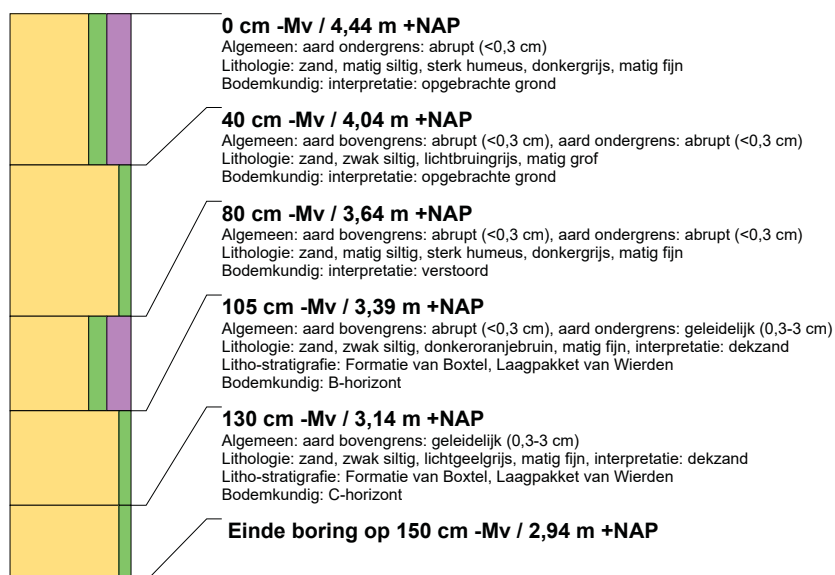 0 cm -Mv / 4,44 m +NAP
Algemeen: aard ondergrens: abrupt (<0,3 cm)
Lithologie: zand, matig siltig, sterk humeus, donkergrijs, matig fijn
Bodemkundig: interpretatie: opgebrachte grond
40 cm -Mv / 4,04 m +NAP
Algemeen: aard bovengrens: abrupt (<0,3 cm), aard ondergrens: abrupt (<0,3 cm)
Lithologie: zand, zwak siltig, lichtbruingrijs, matig grof
Bodemkundig: interpretatie: opgebrachte grond
80 cm -Mv / 3,64 m +NAP
Algemeen: aard bovengrens: abrupt (<0,3 cm), aard ondergrens: abrupt (<0,3 cm)
Lithologie: zand, matig siltig, sterk humeus, donkergrijs, matig fijn
Bodemkundig: interpretatie: verstoord
105 cm -Mv / 3,39 m +NAP
Algemeen: aard bovengrens: abrupt (<0,3 cm), aard ondergrens: geleidelijk (0,3-3 cm)
Lithologie: zand, zwak siltig, donkeroranjebruin, matig fijn, interpretatie: dekzand
Litho-stratigrafie: Formatie van Boxtel, Laagpakket van Wierden
Bodemkundig: B-horizont
130 cm -Mv / 3,14 m +NAP
Algemeen: aard bovengrens: geleidelijk (0,3-3 cm)
Lithologie: zand, zwak siltig, lichtgeelgrijs, matig fijn, interpretatie: dekzand
Litho-stratigrafie: Formatie van Boxtel, Laagpakket van Wierden
Bodemkundig: C-horizont
Einde boring op 150 cm -Mv / 2,94 m +NAP